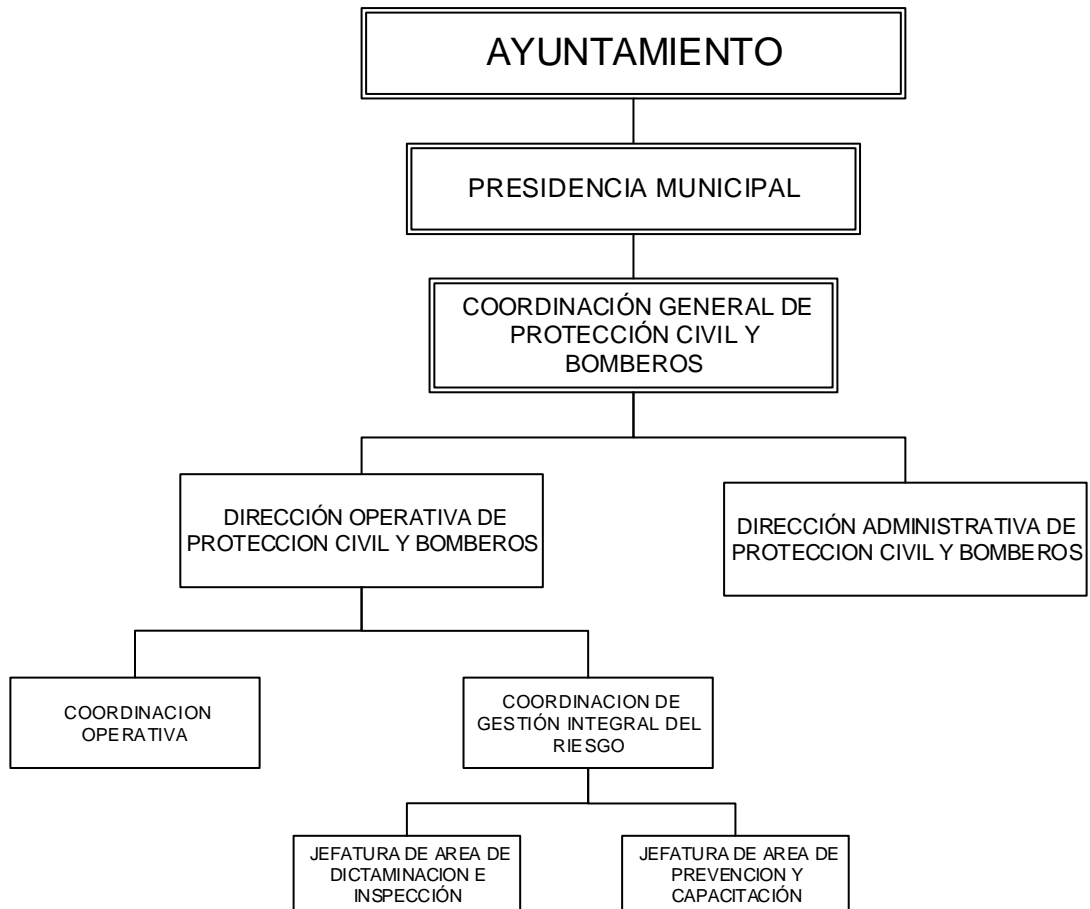 AYUNTAMIENTO
PRESIDENCIA MUNICIPAL
COORDINACIÓN GENERAL DE
PROTECCIÓN CIVIL Y
BOMBEROS
DIRECCIÓN OPERATIVA DE
PROTECCION CIVIL Y BOMBEROS
DIRECCIÓN ADMINISTRATIVA DE
PROTECCION CIVIL Y BOMBEROS
COORDINACION
OPERATIVA
COORDINACION DE
GESTIÓN INTEGRAL DEL
RIESGO
JEFATURA DE AREA DE
DICTAMINACION E
INSPECCIÓN
JEFATURA DE AREA DE
PREVENCION Y
CAPACITACIÓN